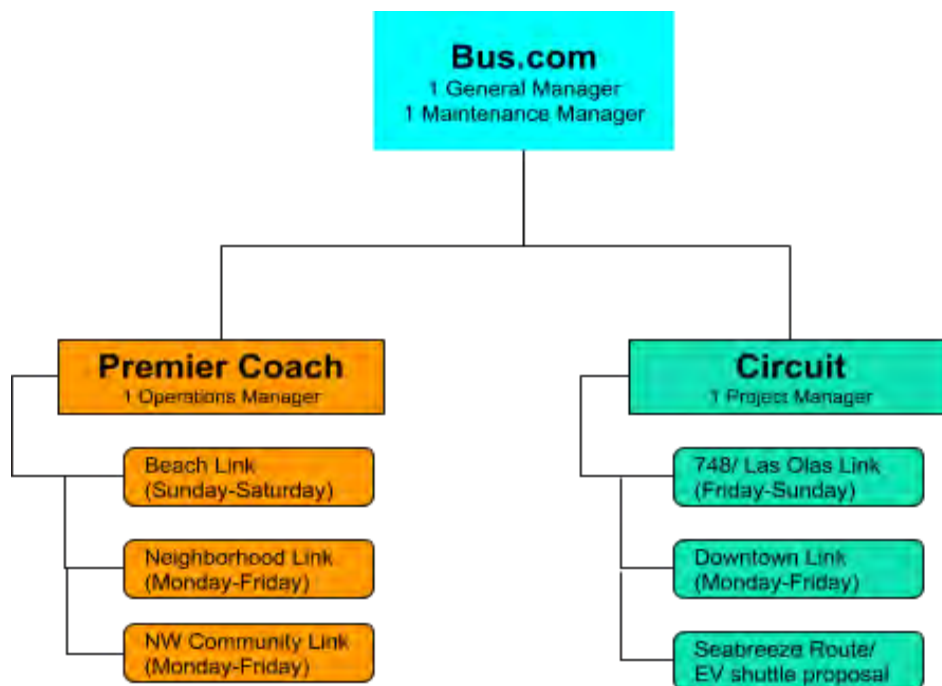 Bus.com
1 General Manager
1 Maintenance Manager
Premier Coach
1 Operations Manager
Beach Link
(Sunday-Saturday)
Neighborhood Link
(Monday-Friday)
NW Community Link
(Monday-Friday)
Circuit
1 Project Manager
748/ Las Olas Link
(Friday-Sunday)
Downtown Link
(Monday-Friday)
Seabreeze Route/
EV shuttle proposal